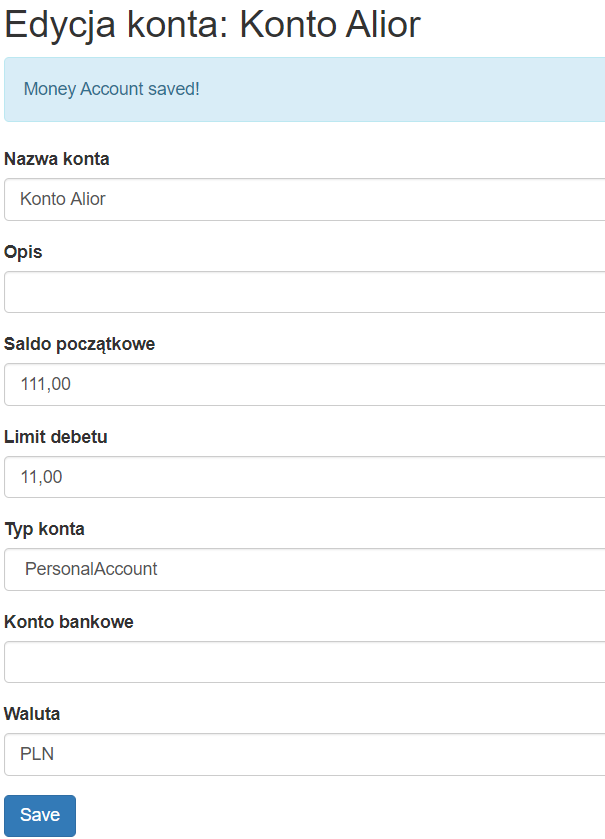 Edycja konta: Konto Alior
Money Account saved!
Nazwa konta
Konto Alior
Opis
Saldo początkowe
111,00
Limit debetu
11,00
Typ konta
PersonalAccount
Konto bankowe
Waluta
PLN
Save